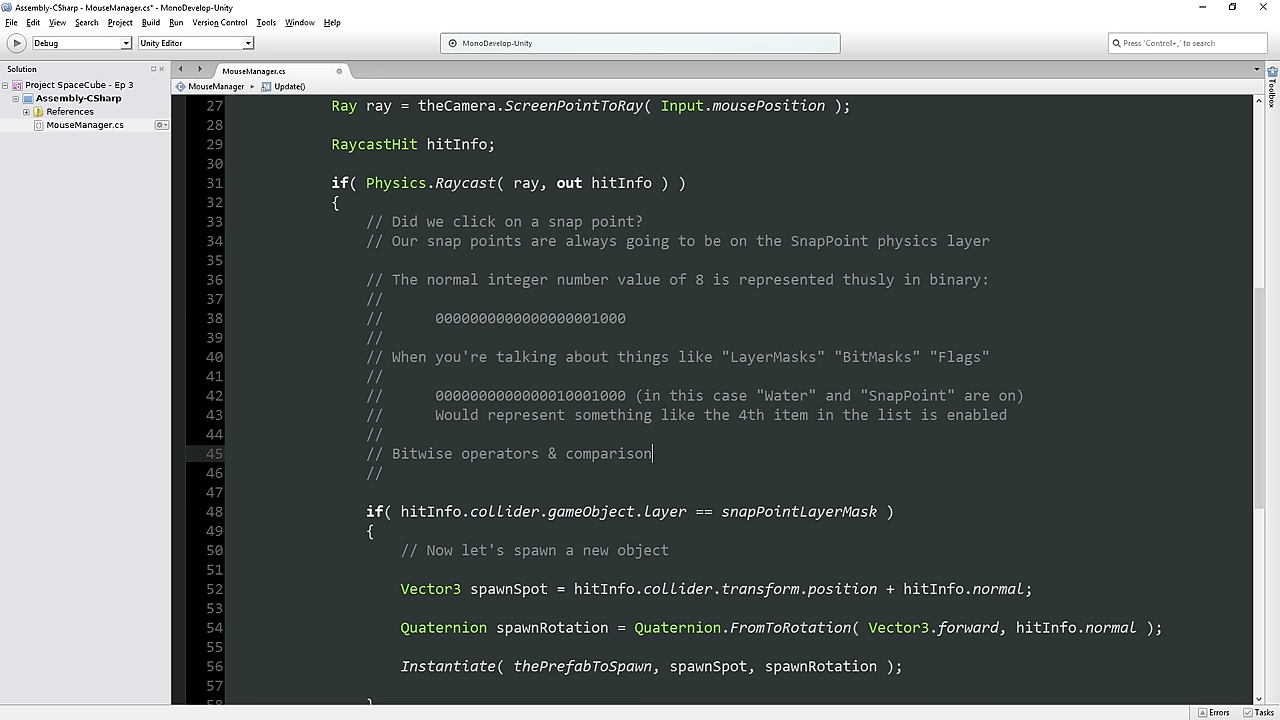 Assembly-CSharp - MouseManager.cs* - MonoDevelop-Unity
File Edit View Search Project Build Run Version Control Tools Window Help
Debug Unity Editor MonoDevelop-Unity Press 'Control+,' to search
Solution
MouseManager.cs
Toolbox
Project SpaceCube - Ep 3
Assembly-CSharp
References
MouseManager.cs
MouseManager Update()
27 Ray ray = theCamera.ScreenPointToRay( Input.mousePosition );
28
29 RaycastHit hitInfo;
30
31 if( Physics.Raycast( ray, out hitInfo ) )
32 {
33 // Did we click on a snap point?
34 // Our snap points are always going to be on the SnapPoint physics layer
35
36 // The normal integer number value of 8 is represented thusly in binary:
37 //
38 // 0000000000000000001000
39 //
40 // When you're talking about things like "LayerMasks" "BitMasks" "Flags"
41 //
42 // 0000000000000010001000 (in this case "Water" and "SnapPoint" are on)
43 // Would represent something like the 4th item in the list is enabled
44 //
45 // Bitwise operators & comparison
46 //
47
48 if( hitInfo.collider.gameObject.layer == snapPointLayerMask )
49 {
50 // Now let's spawn a new object
51
52 Vector3 spawnSpot = hitInfo.collider.transform.position + hitInfo.normal;
53
54 Quaternion spawnRotation = Quaternion.FromToRotation( Vector3.forward, hitInfo.normal );
55
56 Instantiate( thePrefabToSpawn, spawnSpot, spawnRotation );
57
58 }
Errors Tasks